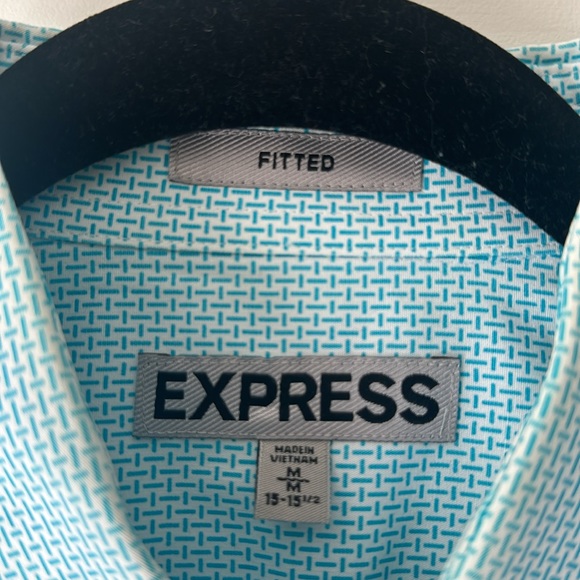 FITTED
EXPRESS
MADE IN
VIETNAM
M
M
15-15 1/2